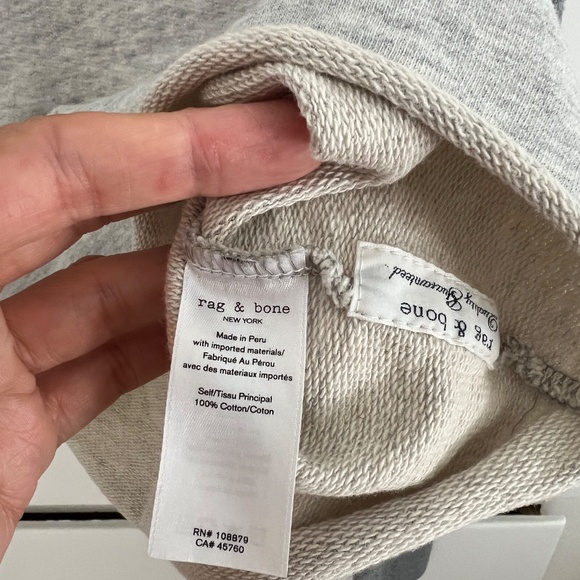 rag & bone
NEW YORK
Made in Peru
with imported materials/
Fabriqué Au Pérou
avec des materiaux importés
Self/Tissu Principal
100% Cotton/Coton
RN# 108879
CA# 45760
rag & bone
Quality Guaranteed.